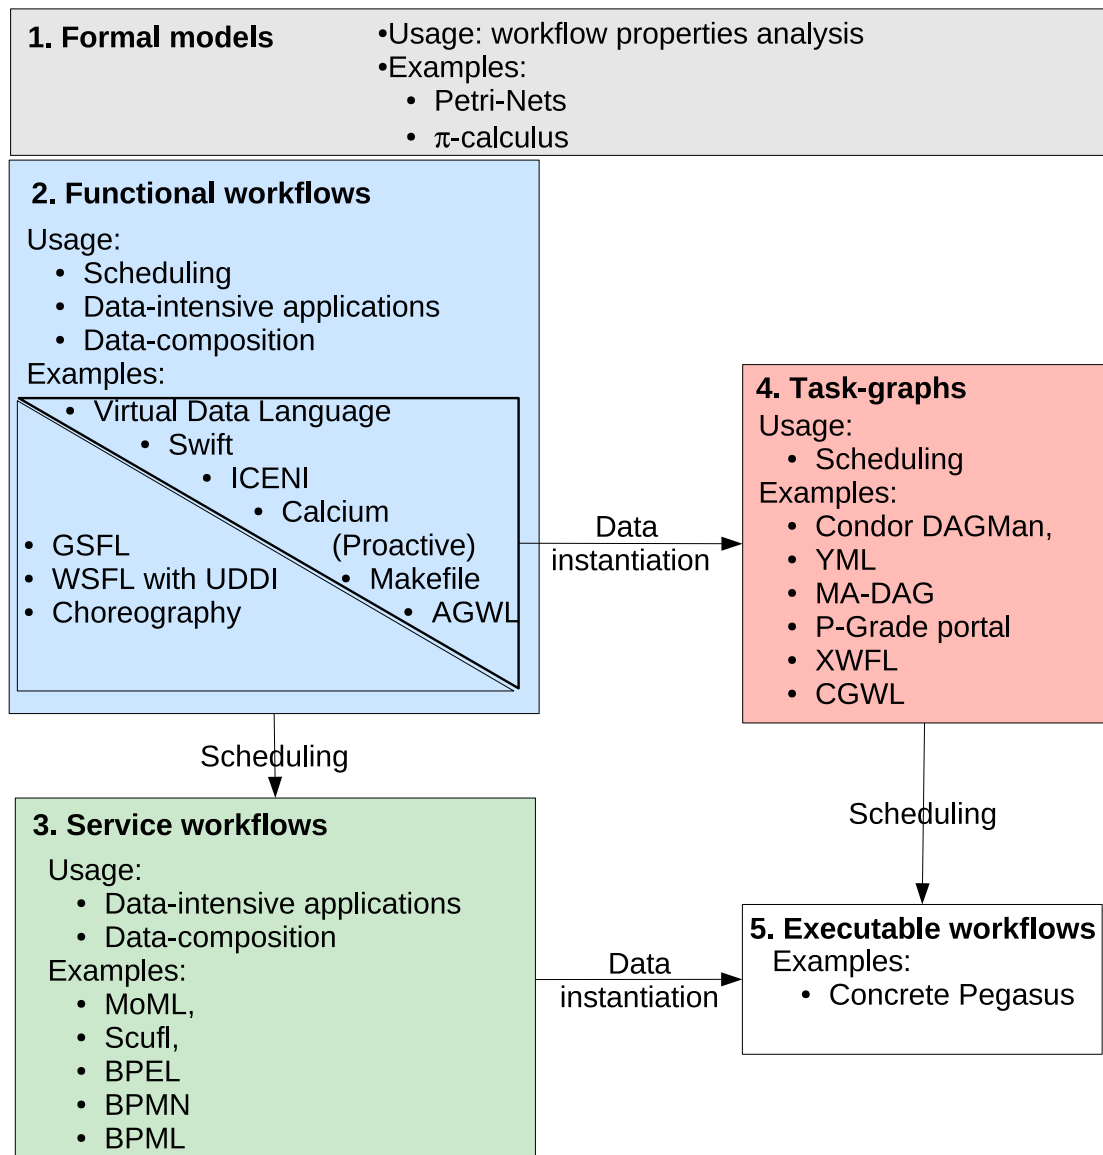 1. Formal models
•Usage: workflow properties analysis
•Examples:
• Petri-Nets
• π-calculus
2. Functional workflows
Usage:
• Scheduling
• Data-intensive applications
• Data-composition
Examples:
• Virtual Data Language
• Swift
• ICENI
• Calcium
(Proactive)
• Makefile
• AGWL
• GSFL
• WSFL with UDDI
• Choreography
Data
instantiation
4. Task-graphs
Usage:
• Scheduling
Examples:
• Condor DAGMan,
• YML
• MA-DAG
• P-Grade portal
• XWFL
• CGWL
Scheduling
Scheduling
3. Service workflows
Usage:
• Data-intensive applications
• Data-composition
Examples:
• MoML,
• Scufl,
• BPEL
• BPMN
• BPML
Data
instantiation
5. Executable workflows
Examples:
• Concrete Pegasus